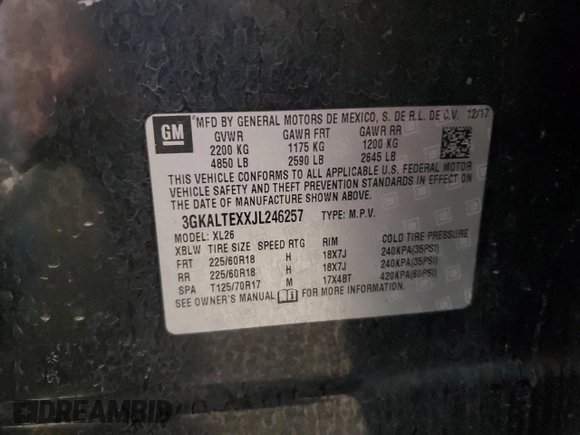 GM
MFD BY GENERAL MOTORS DE MEXICO, S. DE R.L. DE C.V. 12/17
GVWR GAWR FRT GAWR RR
2200 KG 1175 KG 1200 KG
4850 LB 2590 LB 2645 LB
THIS VEHICLE CONFORMS TO ALL APPLICABLE U.S. FEDERAL MOTOR
VEHICLE SAFETY AND THEFT PREVENTION STANDARDS IN EFFECT ON
THE DATE OF MANUFACTURE SHOWN ABOVE.
3GKALTEXXJL246257 TYPE: M.P.V.
MODEL: XL26
XBLW TIRE SIZE SPEED RTG RIM COLD TIRE PRESSURE
FRT 225/60R18 H 18X7J 240KPA(35PSI)
RR 225/60R18 H 18X7J 240KPA(35PSI)
SPA T125/70R17 M 17X4BT 420KPA(60PSI)
SEE OWNER'S MANUAL FOR MORE INFORMATION.
DREAMBID